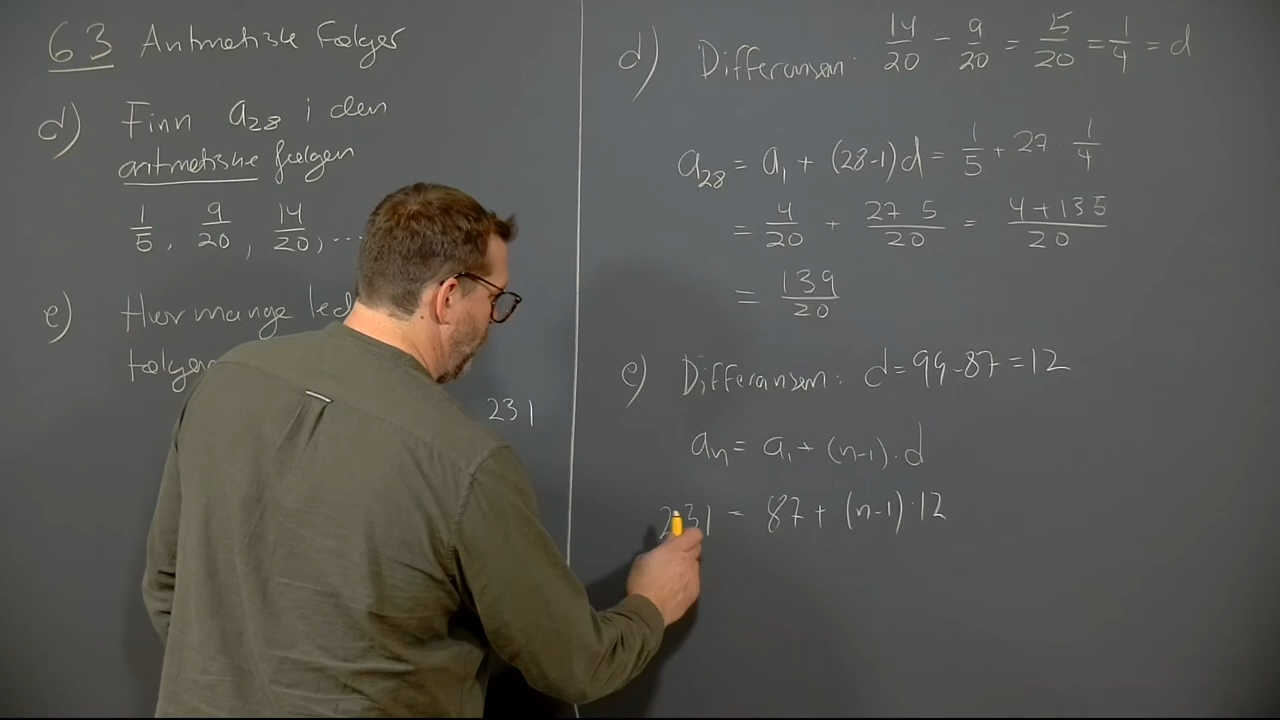 6.3 Aritmetiske Følger
d) Finn a₂₈ i den
aritmetiske følgen
1/5, 9/20, 14/20, ...
e) Hvor mange ledd
følgen
231
d) Differansen: 14/20 - 9/20 = 5/20 = 1/4 = d
a₂₈ = a₁ + (28-1)d = 1/5 + 27 · 1/4
= 4/20 + 27·5/20 = 4+135/20
= 139/20
e) Differansen: d = 99-87 = 12
aₙ = a₁ + (n-1)·d
231 = 87 + (n-1)·12